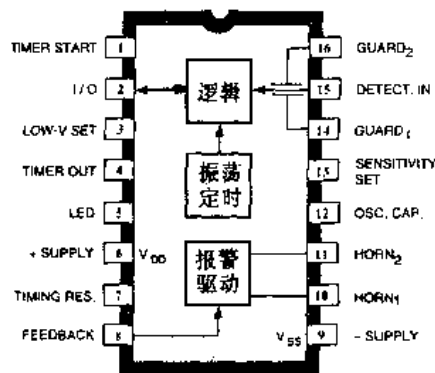 TIMER START 1
I/O 2
LOW-V SET 3
TIMER OUT 4
LED 5
+ SUPPLY 6 VDD
TIMING RES. 7
FEEDBACK 8
逻辑
振荡
定时
报警
驱动
16 GUARD2
15 DETECT. IN
14 GUARD1
13 SENSITIVITY
SET
12 OSC. CAP.
11 HORN2
10 HORN1
VSS 9 – SUPPLY